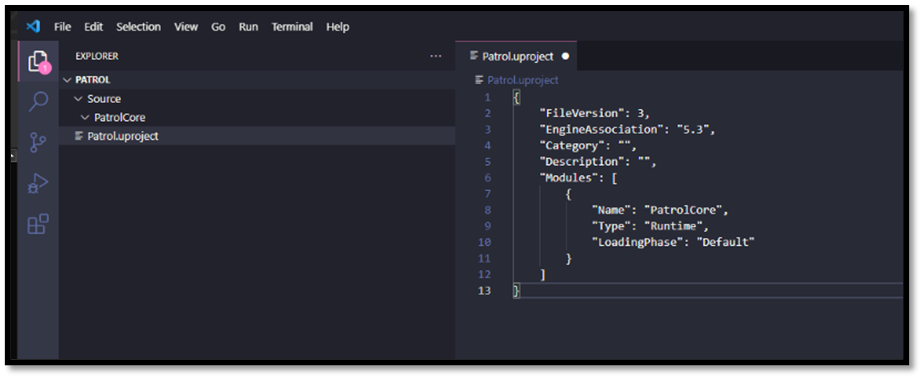 File Edit Selection View Go Run Terminal Help
EXPLORER ...
PATROL
Source
PatrolCore
Patrol.uproject
1
Patrol.uproject
Patrol.uproject
1 {
2 "FileVersion": 3,
3 "EngineAssociation": "5.3",
4 "Category": "",
5 "Description": "",
6 "Modules": [
7 {
8 "Name": "PatrolCore",
9 "Type": "Runtime",
10 "LoadingPhase": "Default"
11 }
12 ]
13 }